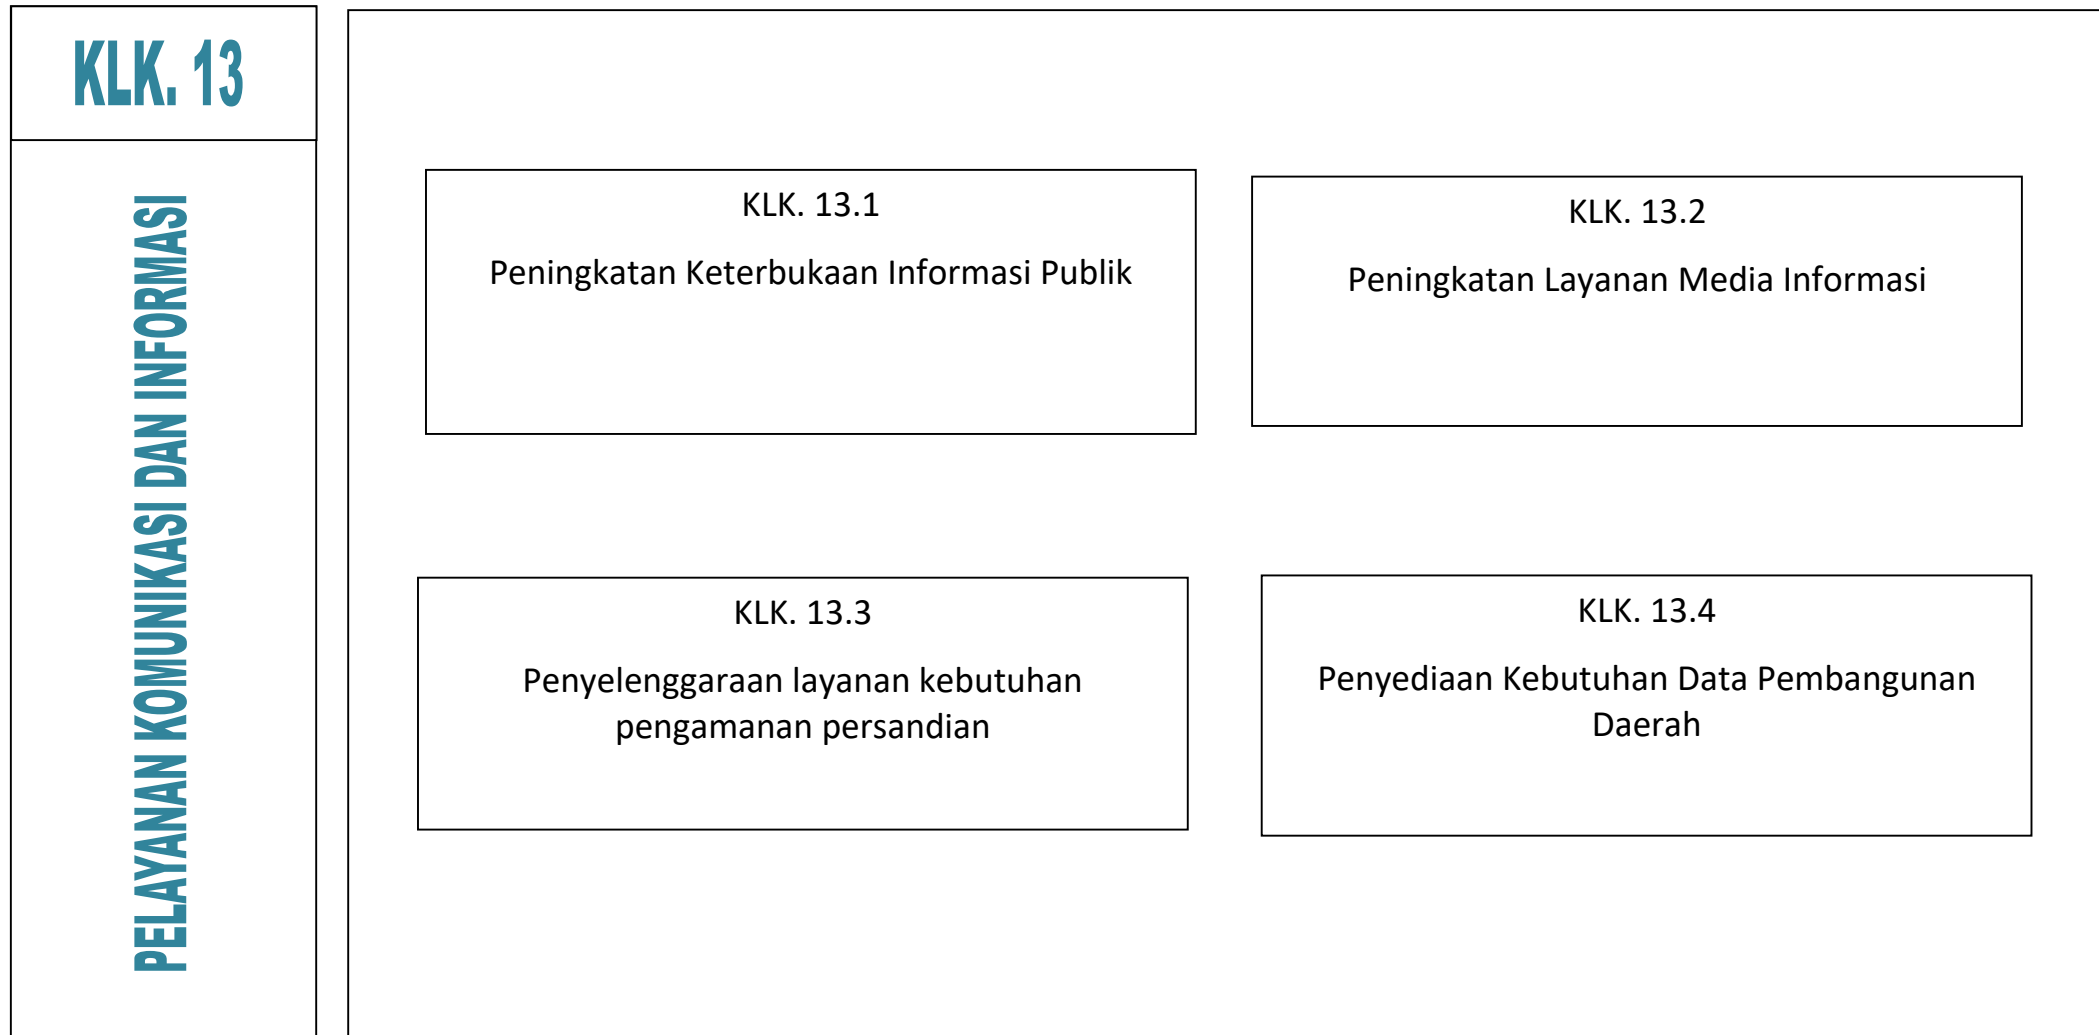 KLK. 13
PELAYANAN KOMUNIKASI DAN INFORMASI
KLK. 13.1
Peningkatan Keterbukaan Informasi Publik
KLK. 13.2
Peningkatan Layanan Media Informasi
KLK. 13.3
Penyelenggaraan layanan kebutuhan
pengamanan persandian
KLK. 13.4
Penyediaan Kebutuhan Data Pembangunan
Daerah